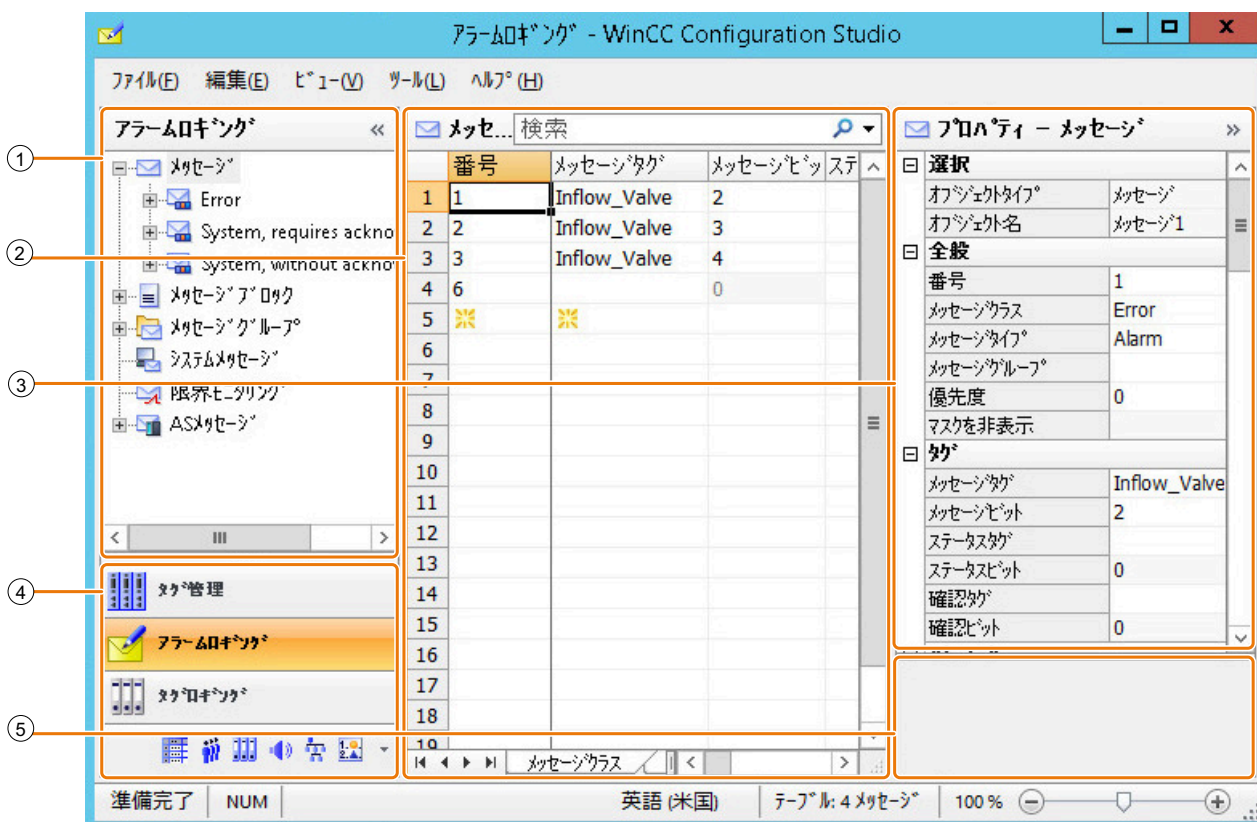 アラームロギング - WinCC Configuration Studio
ファイル(F) 編集(E) ビュー(V) ツール(L) ヘルプ(H)
アラームロギング «
メッセージ
Error
System, requires ackno
System, without ackno
メッセージブロック
メッセージグループ
システムメッセージ
限界モニタリング
ASメッセージ
タグ管理
アラームロギング
タグロギング
メッセ... 検索
番号 メッセージタグ メッセージビッ ステ
1 1 Inflow_Valve 2
2 2 Inflow_Valve 3
3 3 Inflow_Valve 4
4 6 0
5
6
7
8
9
10
11
12
13
14
15
16
17
18
19
メッセージクラス
プロパティ - メッセージ »
選択
オブジェクトタイプ メッセージ
オブジェクト名 メッセージ1
全般
番号 1
メッセージクラス Error
メッセージタイプ Alarm
メッセージグループ
優先度 0
マスクを非表示
タグ
メッセージタグ Inflow_Valve
メッセージビット 2
ステータスタグ
ステータスビット 0
確認タグ
確認ビット 0
準備完了 NUM 英語 (米国) テーブル: 4 メッセージ 100 %
①
②
③
④
⑤